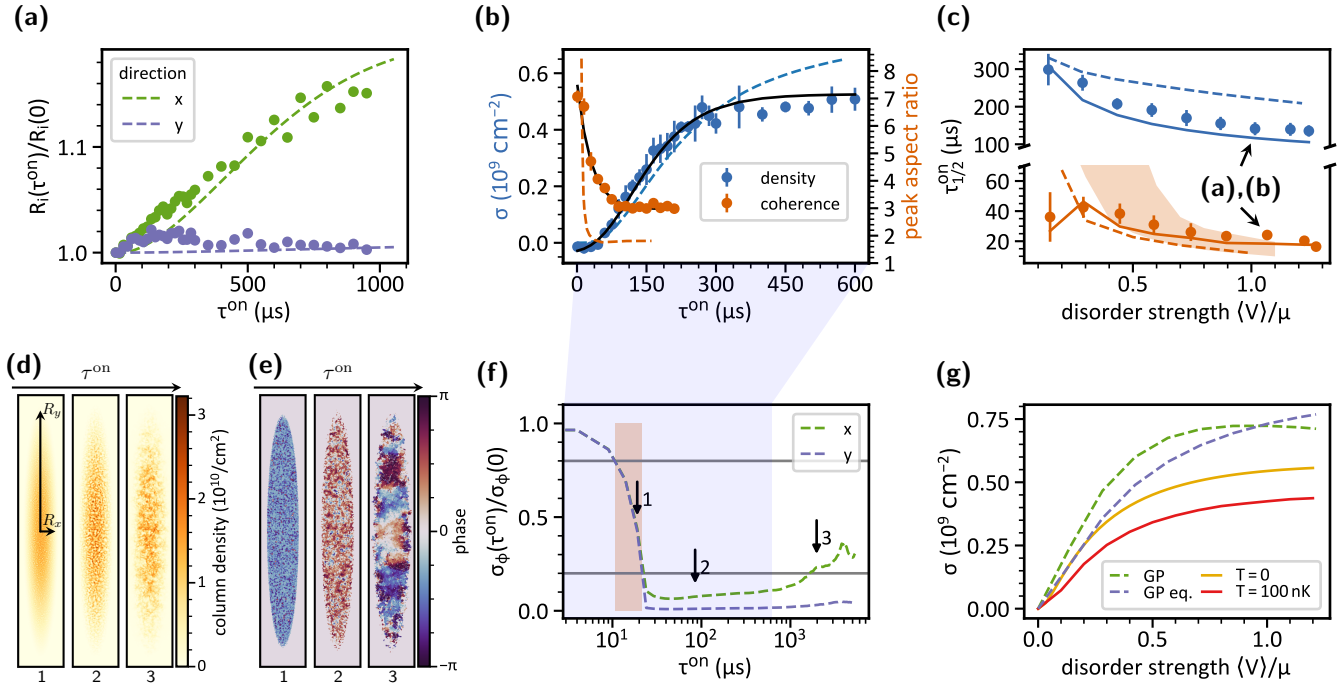 (a)
R_i(τ^on)/R_i(0)
1.1
1.0
direction
x
y
0
500
1000
τ^on (μs)
(b)
σ (10^9 cm^−2)
0.6
0.4
0.2
0.0
density
coherence
8
7
6
5
4
3
2
1
peak aspect ratio
0
150
300
450
600
τ^on (μs)
(c)
τ^on_1/2 (μs)
300
200
100
60
40
20
(a),(b)
0.5
1.0
disorder strength ⟨V⟩/μ
(d)
τ^on
R_y
R_x
1
2
3
3
2
1
0
column density (10^10/cm^2)
(e)
τ^on
1
2
3
π
0
−π
phase
(f)
σ_ϕ(τ^on)/σ_ϕ(0)
1.0
0.5
0.0
x
y
1
2
3
10^1
10^2
10^3
τ^on (μs)
(g)
σ (10^9 cm^−2)
0.75
0.50
0.25
0.00
GP
GP eq.
T = 0
T = 100 nK
0.0
0.5
1.0
disorder strength ⟨V⟩/μ